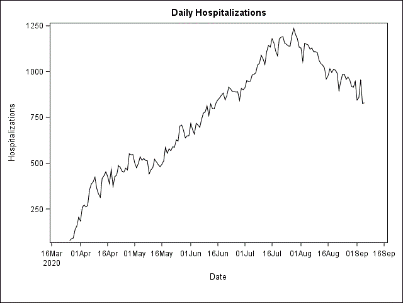 Daily Hospitalizations
1250
1000
750
500
250
Hospitalizations
16Mar 01Apr 16Apr 01May 16May 01Jun 16Jun 01Jul 16Jul 01Aug 16Aug 01Sep 16Sep
2020
Date